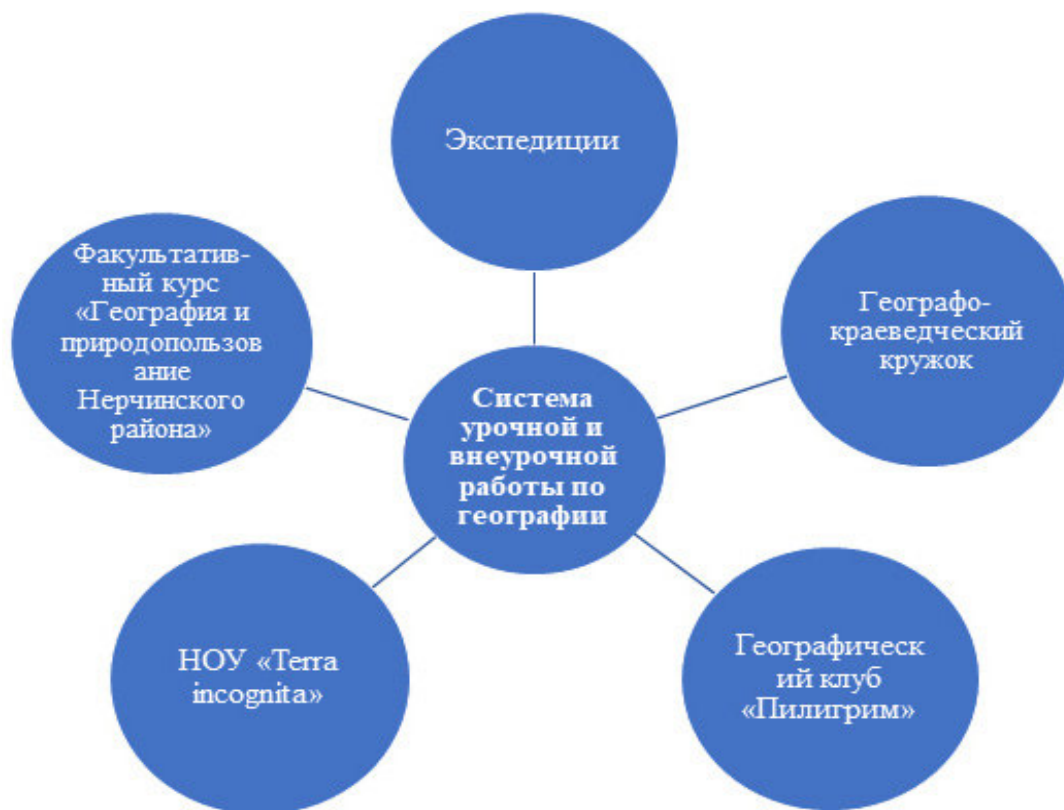 Экспедиции
Факультатив-
ный курс
«География и
природопользов
ание
Нерчинского
района»
Географо-
краеведческий
кружок
Система
урочной и
внеурочной
работы по
географии
НОУ «Terra
incognita»
Географическ
ий клуб
«Пилигрим»